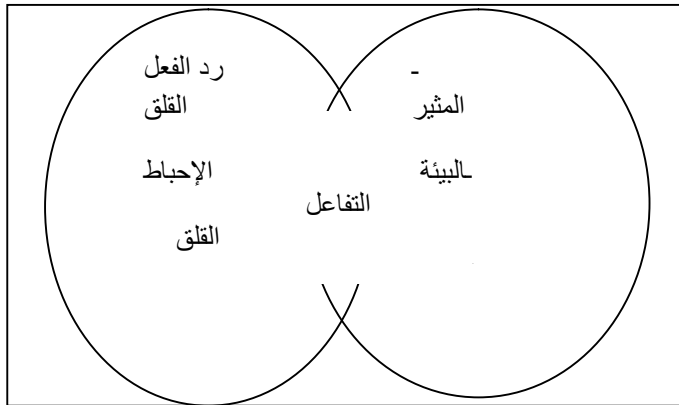 -
المثير
-البيئة
رد الفعل
القلق
الإحباط
القلق
التفاعل